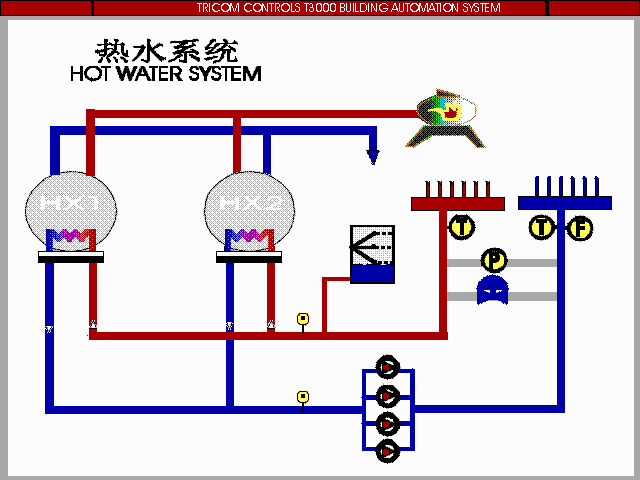 TRICOM CONTROLS T3000 BUILDING AUTOMATION SYSTEM
热水系统
HOT WATER SYSTEM
HX1
HX2
T
T
F
P